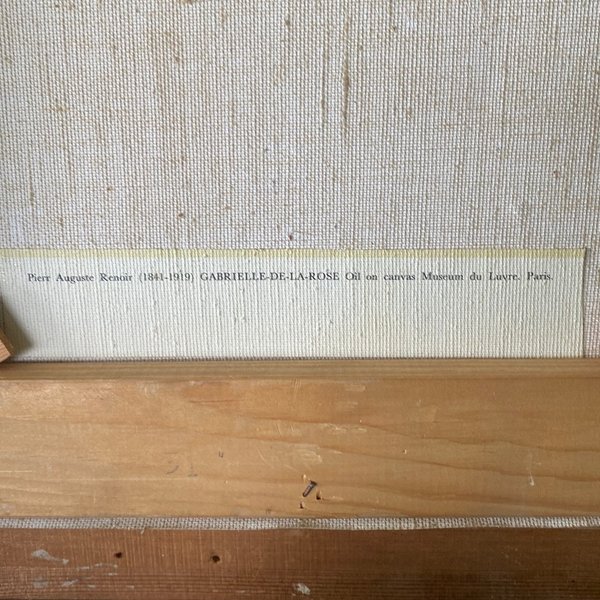 Pierr Auguste Renoir (1841-1919) GABRIELLE-DE-LA-ROSE Oil on canvas Museum du Luvre. Paris.